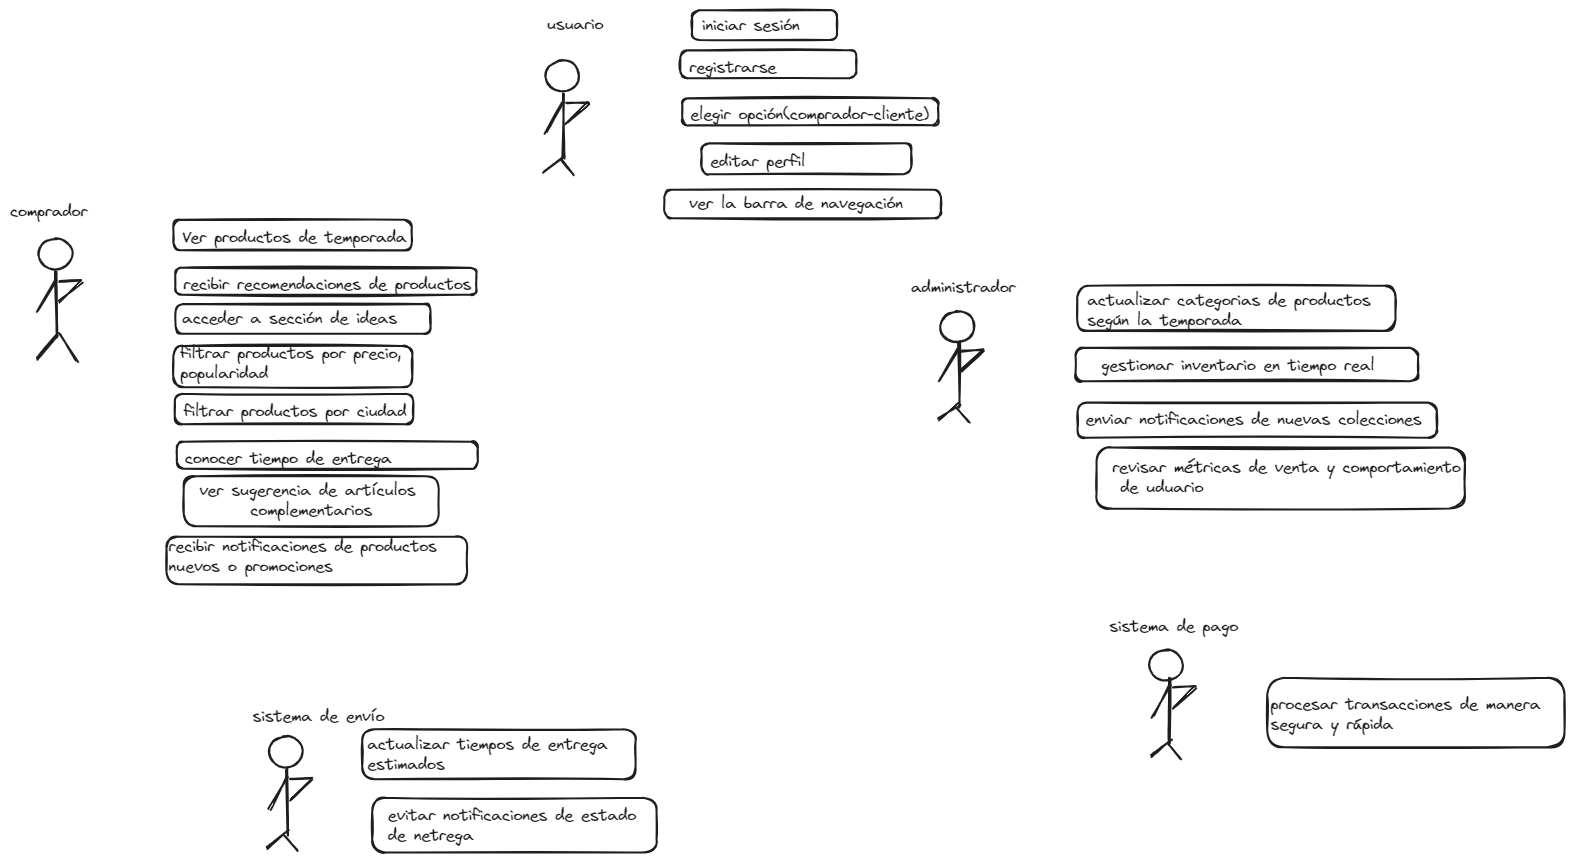 usuario
iniciar sesión
registrarse
elegir opción(comprador-cliente)
editar perfil
ver la barra de navegación
comprador
Ver productos de temporada
recibir recomendaciones de productos
acceder a sección de ideas
filtrar productos por precio,
popularidad
filtrar productos por ciudad
conocer tiempo de entrega
ver sugerencia de artículos
complementarios
recibir notificaciones de productos
nuevos o promociones
administrador
actualizar categorias de productos
según la temporada
gestionar inventario en tiempo real
enviar notificaciones de nuevas colecciones
revisar métricas de venta y comportamiento
de uduario
sistema de pago
procesar transacciones de manera
segura y rápida
sistema de envío
actualizar tiempos de entrega
estimados
evitar notificaciones de estado
de netrega